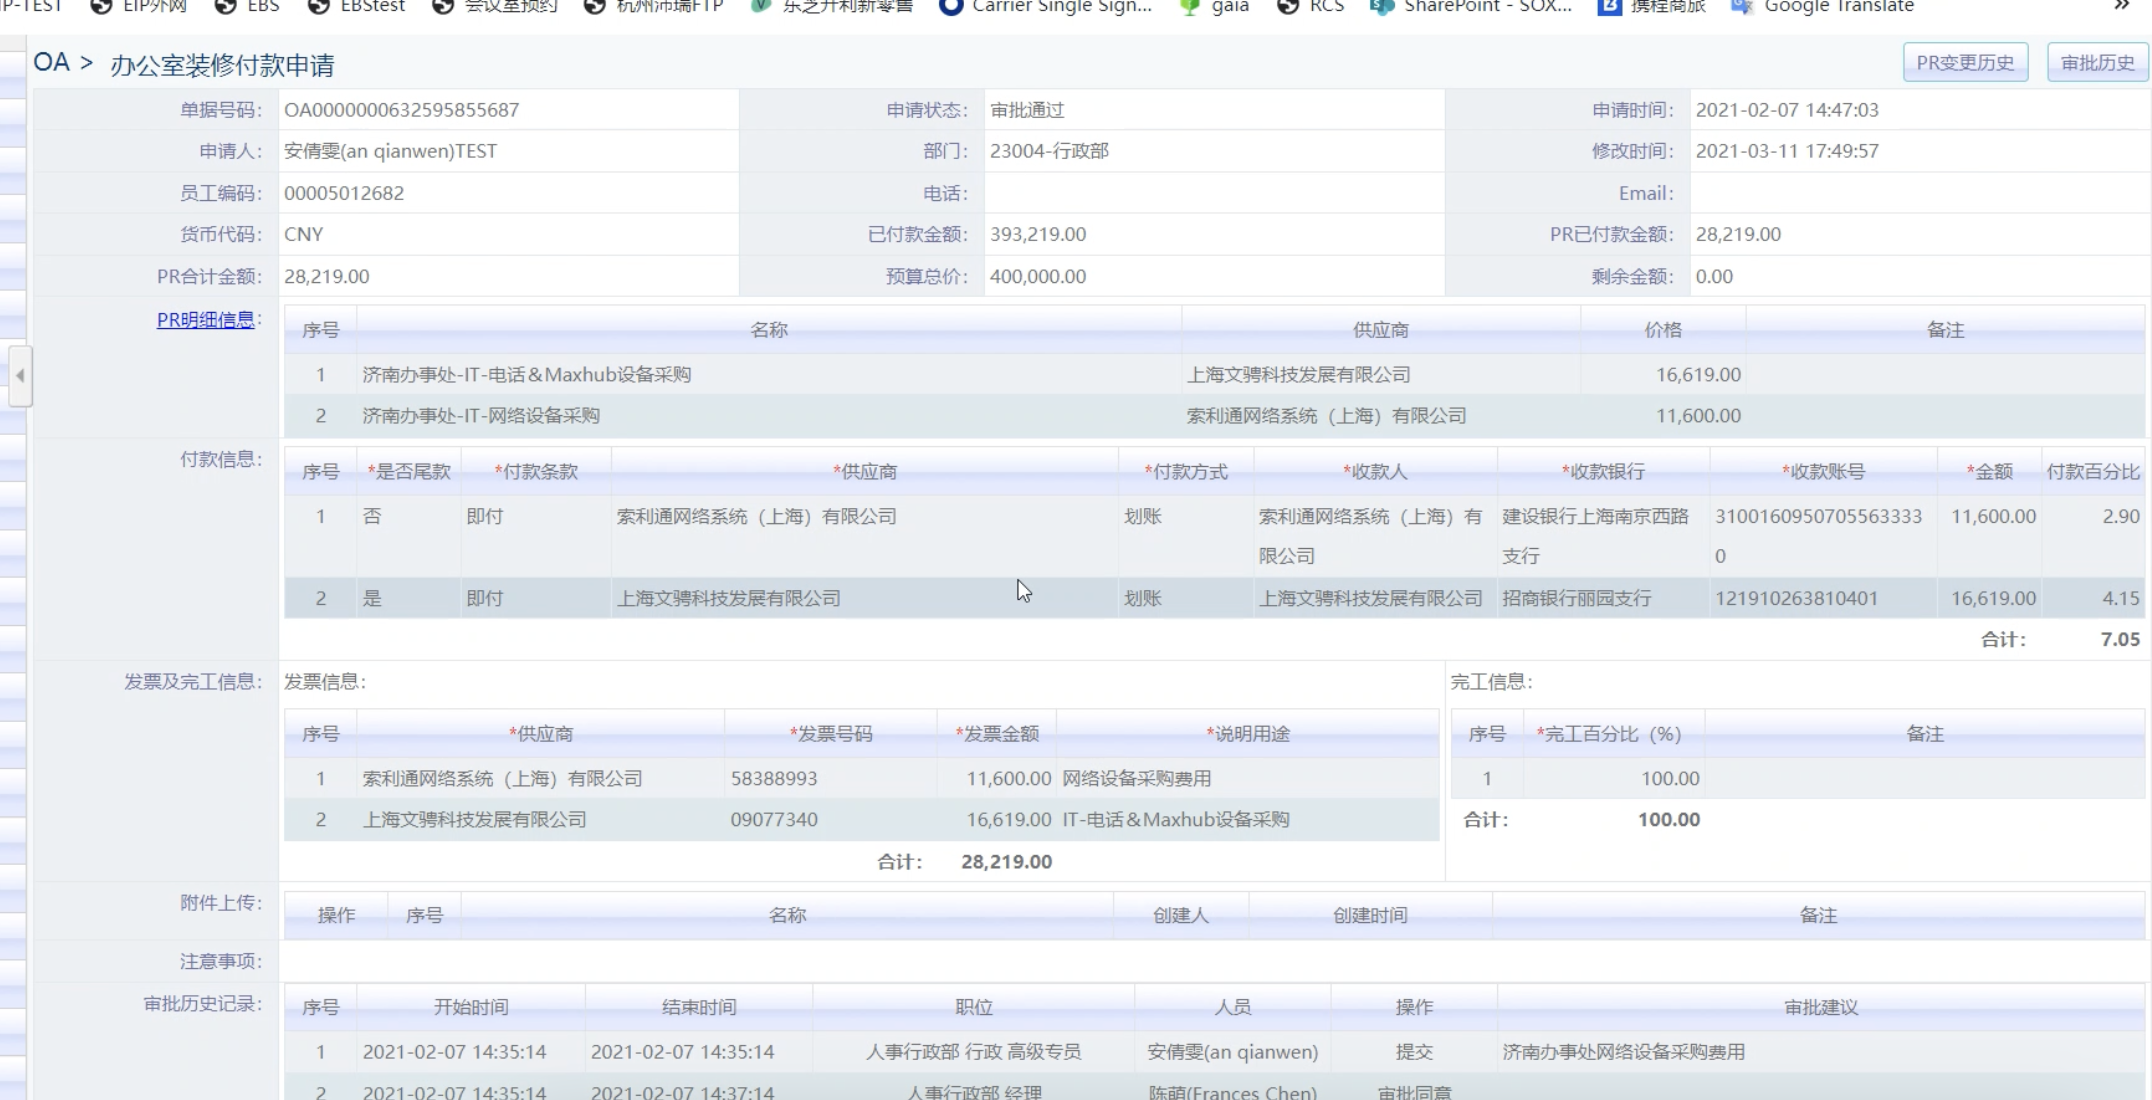 IP-TEST EIP外网 EBS EBStest 会议室预约 杭州沛瑞FTP 东芝开利新零售 Carrier Single Sign... gaia RCS SharePoint - SOX... 携程商旅 Google Translate »
OA > 办公室装修付款申请 PR变更历史 审批历史
单据号码: OA0000000632595855687 申请状态: 审批通过 申请时间: 2021-02-07 14:47:03
申请人: 安倩雯(an qianwen)TEST 部门: 23004-行政部 修改时间: 2021-03-11 17:49:57
员工编码: 00005012682 电话: Email:
货币代码: CNY 已付款金额: 393,219.00 PR已付款金额: 28,219.00
PR合计金额: 28,219.00 预算总价: 400,000.00 剩余金额: 0.00
PR明细信息:
序号 名称 供应商 价格 备注
1 济南办事处-IT-电话&Maxhub设备采购 上海文骋科技发展有限公司 16,619.00
2 济南办事处-IT-网络设备采购 索利通网络系统（上海）有限公司 11,600.00
付款信息:
序号 *是否尾款 *付款条款 *供应商 *付款方式 *收款人 *收款银行 *收款账号 *金额 付款百分比
1 否 即付 索利通网络系统（上海）有限公司 划账 索利通网络系统（上海）有 建设银行上海南京西路 3100160950705563333 11,600.00 2.90
限公司 支行 0
2 是 即付 上海文骋科技发展有限公司 划账 上海文骋科技发展有限公司 招商银行丽园支行 121910263810401 16,619.00 4.15
合计: 7.05
发票及完工信息: 发票信息: 完工信息:
序号 *供应商 *发票号码 *发票金额 *说明用途 序号 *完工百分比（%） 备注
1 索利通网络系统（上海）有限公司 58388993 11,600.00 网络设备采购费用 1 100.00
2 上海文骋科技发展有限公司 09077340 16,619.00 IT-电话&Maxhub设备采购 合计: 100.00
合计: 28,219.00
附件上传:
操作 序号 名称 创建人 创建时间 备注
注意事项:
审批历史记录:
序号 开始时间 结束时间 职位 人员 操作 审批建议
1 2021-02-07 14:35:14 2021-02-07 14:35:14 人事行政部 行政 高级专员 安倩雯(an qianwen) 提交 济南办事处网络设备采购费用
2 2021-02-07 14:35:14 2021-02-07 14:37:14 人事行政部 经理 陈萌(Frances Chen) 审批同意